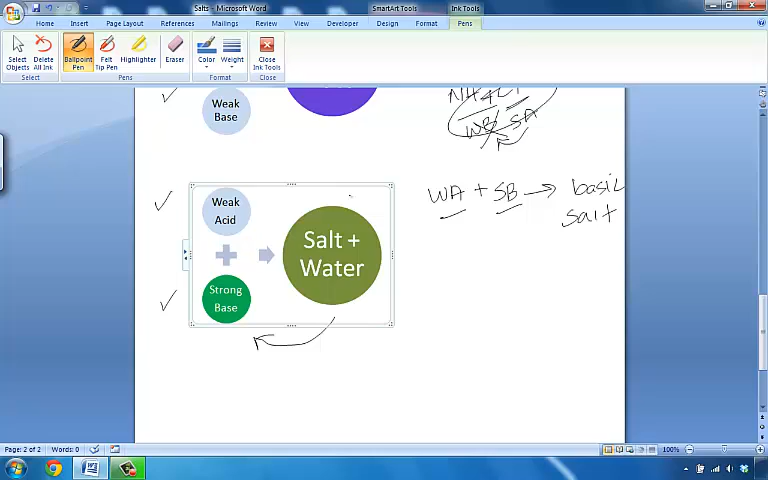 Salts - Microsoft Word
SmartArt Tools
Ink Tools
Home
Insert
Page Layout
References
Mailings
Review
View
Developer
Design
Format
Pens
Select Objects
Delete All Ink
Ballpoint Pen
Felt Tip Pen
Highlighter
Eraser
Color
Weight
Close Ink Tools
Select
Pens
Format
Close
Weak
Base
WB SA
Weak
Acid
Strong
Base
Salt +
Water
WA + SB → basic
salt
Page: 2 of 2
Words: 0
100%